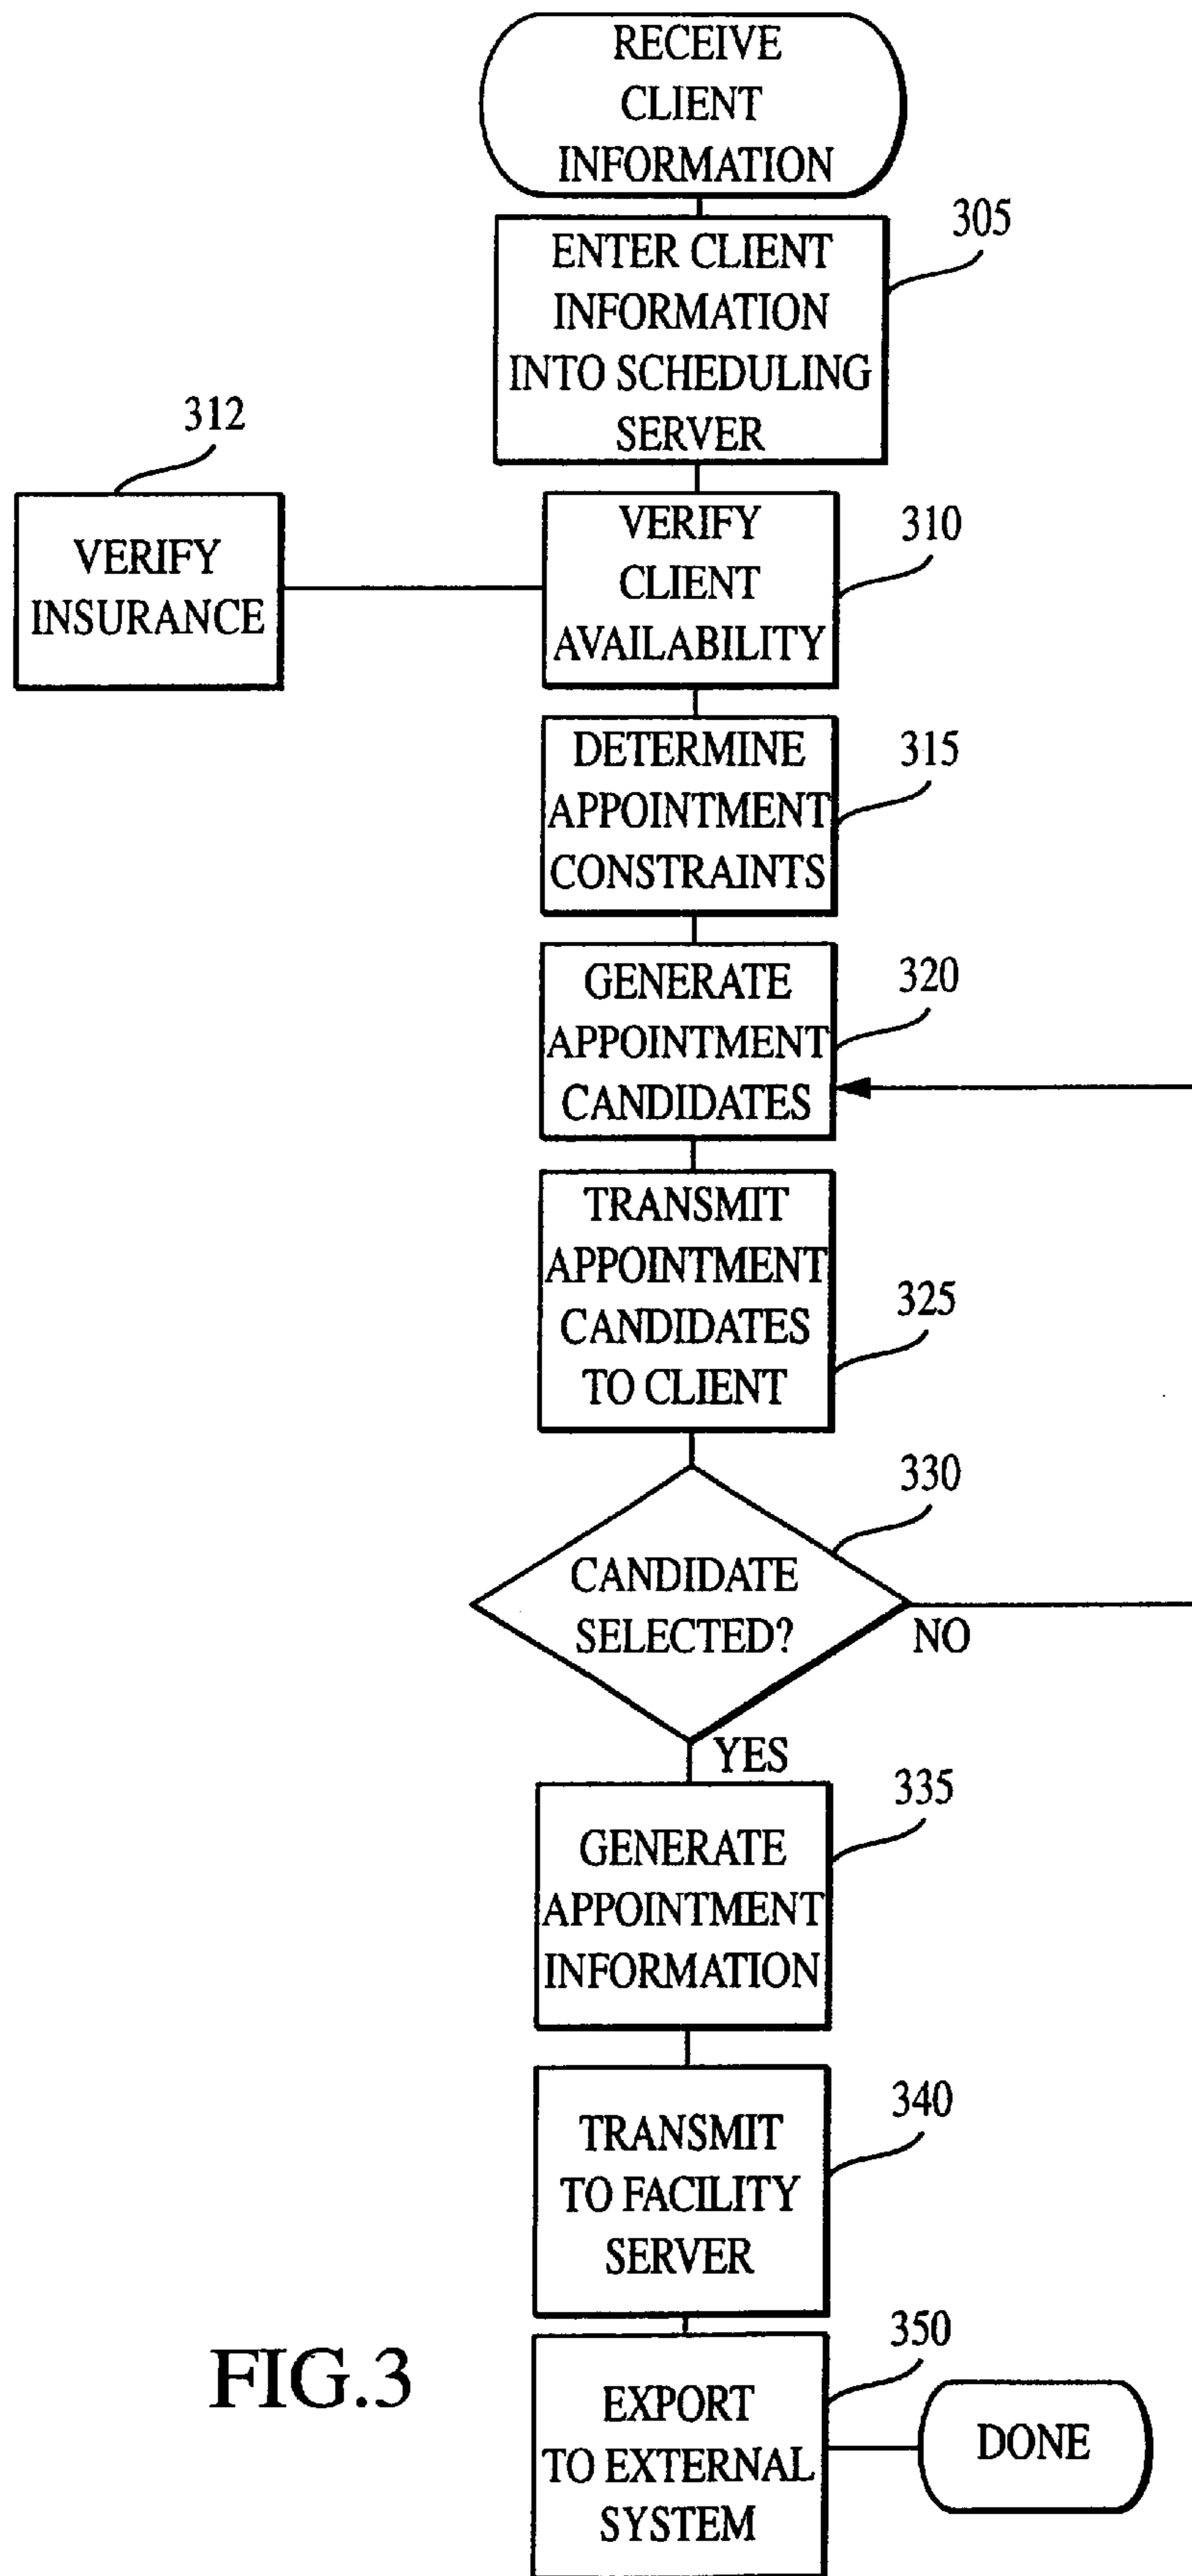 RECEIVE
CLIENT
INFORMATION
305
ENTER CLIENT
INFORMATION
INTO SCHEDULING
SERVER
312
VERIFY
INSURANCE
310
VERIFY
CLIENT
AVAILABILITY
315
DETERMINE
APPOINTMENT
CONSTRAINTS
320
GENERATE
APPOINTMENT
CANDIDATES
325
TRANSMIT
APPOINTMENT
CANDIDATES
TO CLIENT
330
CANDIDATE
SELECTED?
NO
YES
335
GENERATE
APPOINTMENT
INFORMATION
340
TRANSMIT
TO FACILITY
SERVER
350
EXPORT
TO EXTERNAL
SYSTEM
DONE
FIG.3